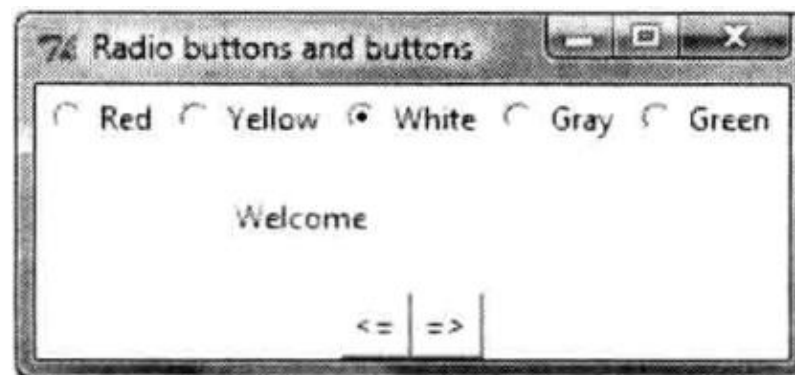 Radio buttons and buttons
Red Yellow White Gray Green
Welcome
<= =>